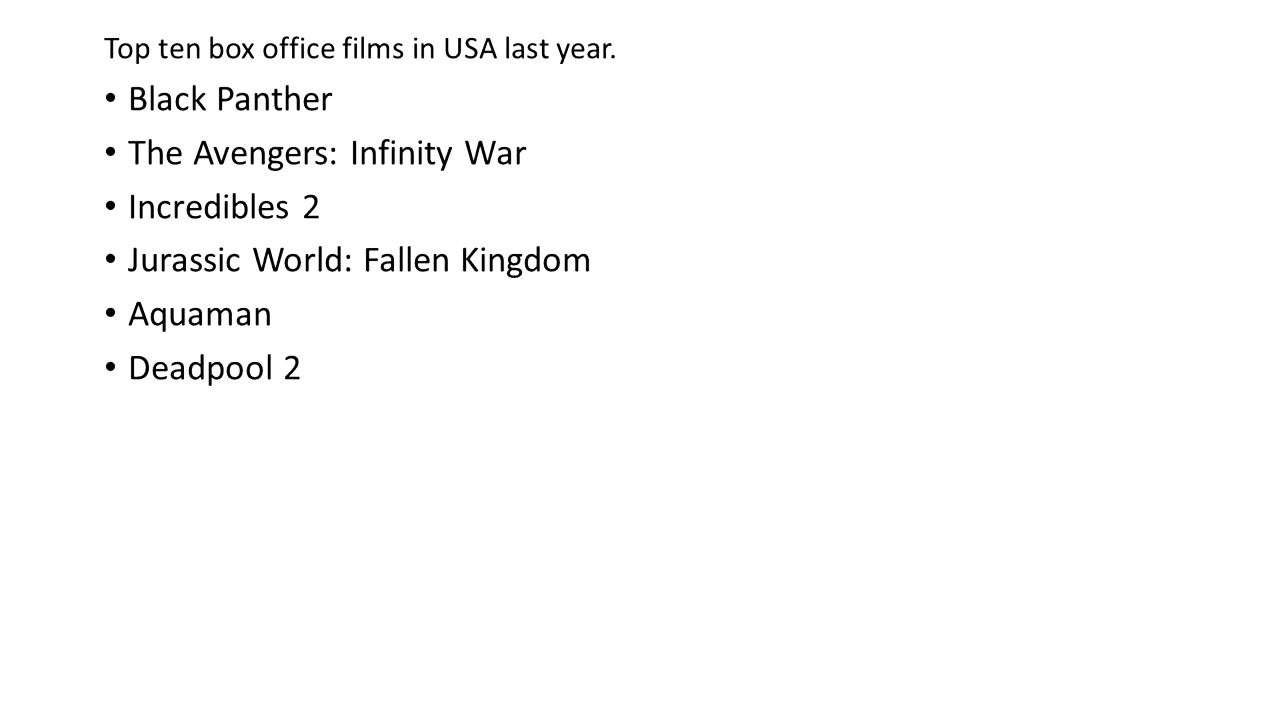 Top ten box office films in USA last year.
• Black Panther
• The Avengers: Infinity War
• Incredibles 2
• Jurassic World: Fallen Kingdom
• Aquaman
• Deadpool 2